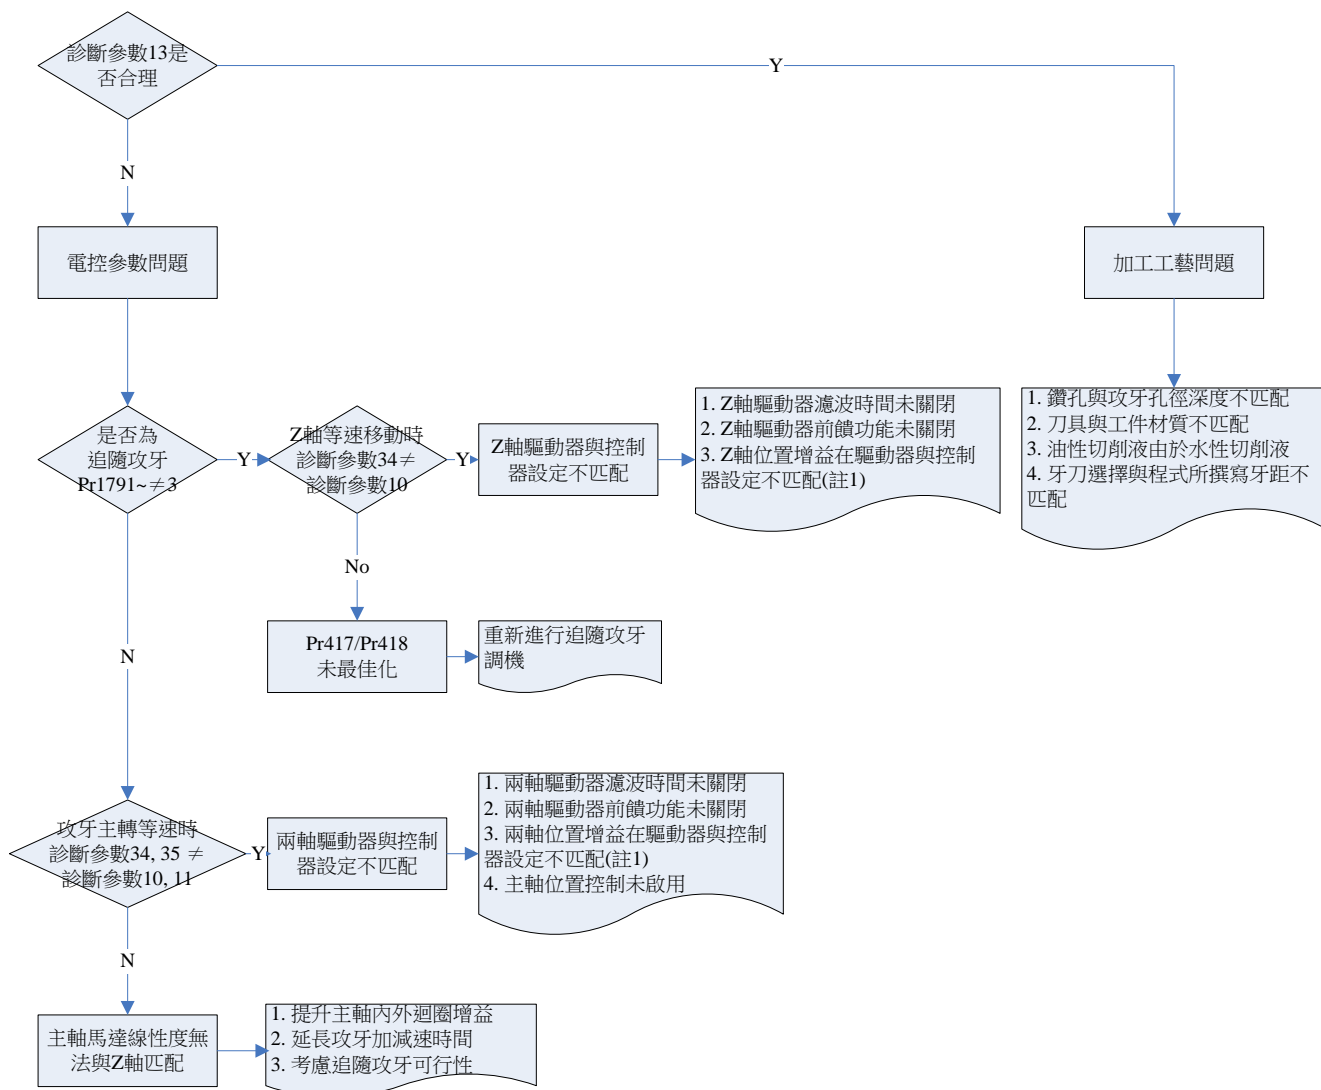 診斷參數13是
否合理
Y
N
電控參數問題
加工工藝問題
是否為
追隨攻牙
Pr1791~≠3
Y
Z軸等速移動時
診斷參數34≠
診斷參數10
Y
Z軸驅動器與控制
器設定不匹配
1. Z軸驅動器濾波時間未關閉
2. Z軸驅動器前饋功能未關閉
3. Z軸位置增益在驅動器與控制
器設定不匹配(註1)
1. 鑽孔與攻牙孔徑深度不匹配
2. 刀具與工件材質不匹配
3. 油性切削液由於水性切削液
4. 牙刀選擇與程式所撰寫牙距不
匹配
No
N
Pr417/Pr418
未最佳化
重新進行追隨攻牙
調機
攻牙主轉等速時
診斷參數34, 35 ≠
診斷參數10, 11
Y
兩軸驅動器與控制
器設定不匹配
1. 兩軸驅動器濾波時間未關閉
2. 兩軸驅動器前饋功能未關閉
3. 兩軸位置增益在驅動器與控制
器設定不匹配(註1)
4. 主軸位置控制未啟用
N
主軸馬達線性度無
法與Z軸匹配
1. 提升主軸內外迴圈增益
2. 延長攻牙加減速時間
3. 考慮追隨攻牙可行性